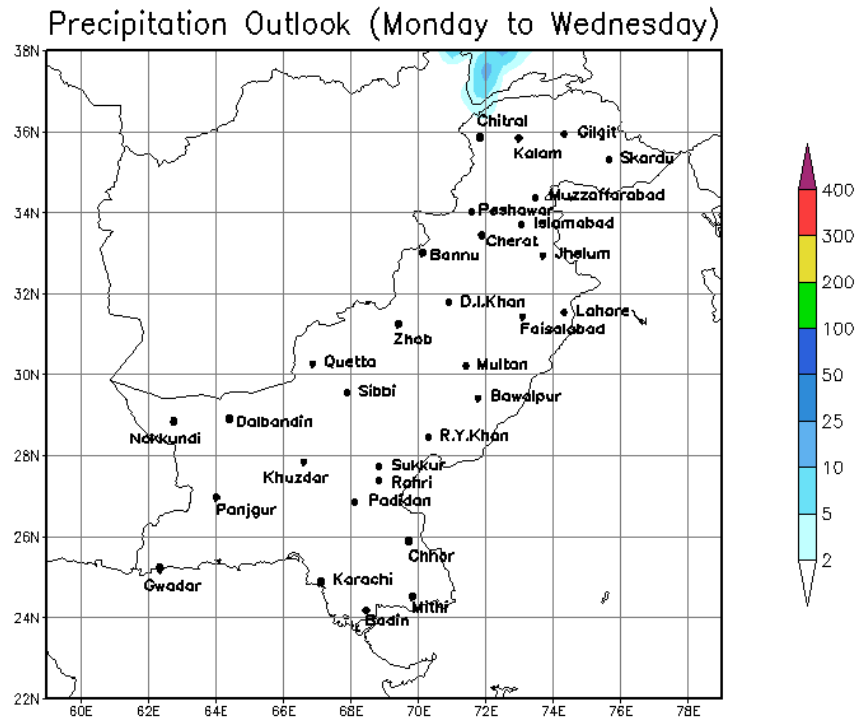 Precipitation Outlook (Monday to Wednesday)
38N
36N
34N
32N
30N
28N
26N
24N
22N
60E
62E
64E
66E
68E
70E
72E
74E
76E
78E
Chitral
Kalam
Gilgit
Skardu
Muzzaffarabad
Peshawar
Islamabad
Cherat
Bannu
Jhelum
D.I.Khan
Lahore
Faisalabad
Zhob
Quetta
Multan
Sibbi
Bawalpur
Dalbandin
Nokkundi
R.Y.Khan
Khuzdar
Sukkur
Rohri
Panjgur
Padidan
Chhor
Gwadar
Karachi
Mithi
Badin
400
300
200
100
50
25
10
5
2